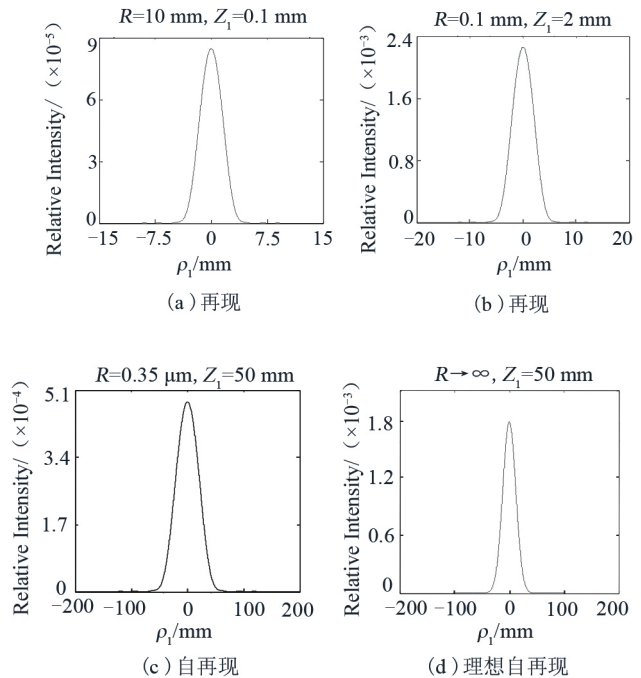 R=10 mm, Z₁=0.1 mm
Relative Intensity/（×10⁻⁵）
9
6
3
0
−15 −7.5 0 7.5 15
ρ₁/mm
（a）再现
R=0.1 mm, Z₁=2 mm
Relative Intensity/（×10⁻³）
2.4
1.6
0.8
0
−20 −10 0 10 20
ρ₁/mm
（b）再现
R=0.35 μm, Z₁=50 mm
Relative Intensity/（×10⁻⁴）
5.1
3.4
1.7
0
−200 −100 0 100 200
ρ₁/mm
（c）自再现
R→∞, Z₁=50 mm
Relative Intensity/（×10⁻³）
1.8
1.2
0.6
0
−200 −100 0 100 200
ρ₁/mm
（d）理想自再现